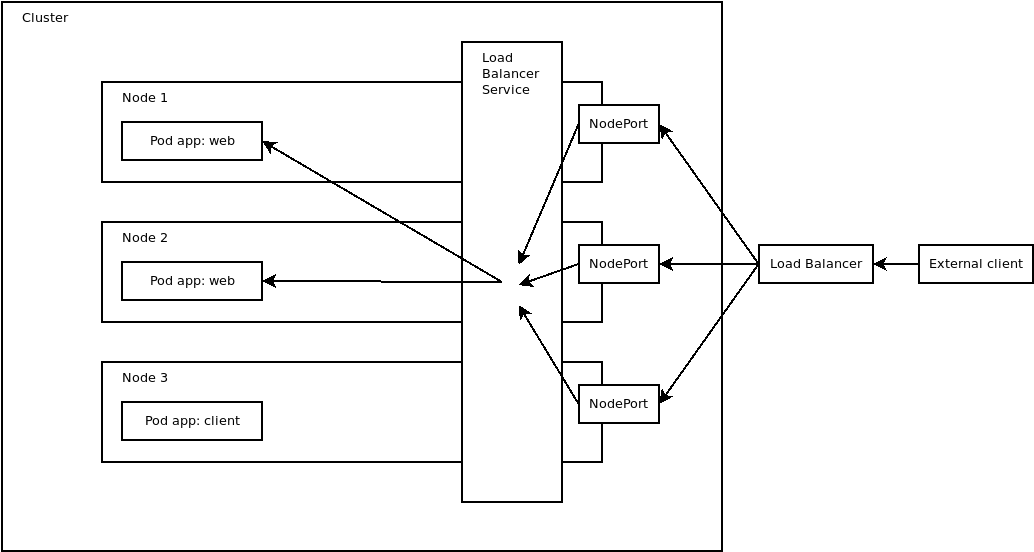 Cluster
Load
Balancer
Service
Node 1
NodePort
Pod app: web
Node 2
NodePort
Load Balancer
External client
Pod app: web
Node 3
NodePort
Pod app: client